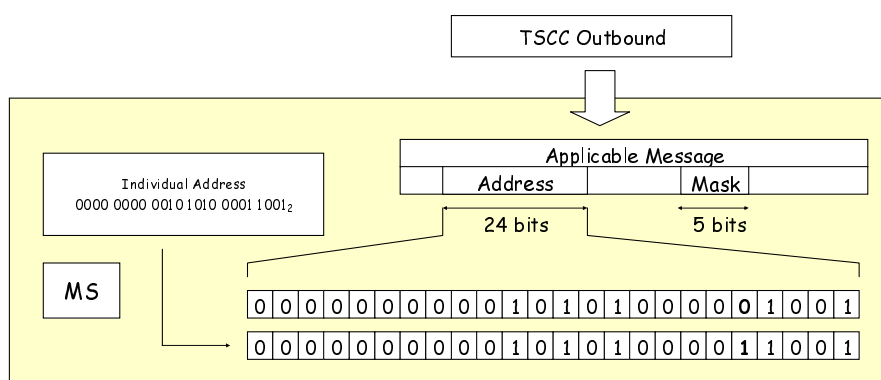 TSCC Outbound
Applicable Message
Address Mask
24 bits 5 bits
Individual Address
0000 0000 0010 1010 0001 1001₂
MS
0 0 0 0 0 0 0 0 0 0 1 0 1 0 1 0 0 0 0 0 1 0 0 1
0 0 0 0 0 0 0 0 0 0 1 0 1 0 1 0 0 0 0 1 1 0 0 1